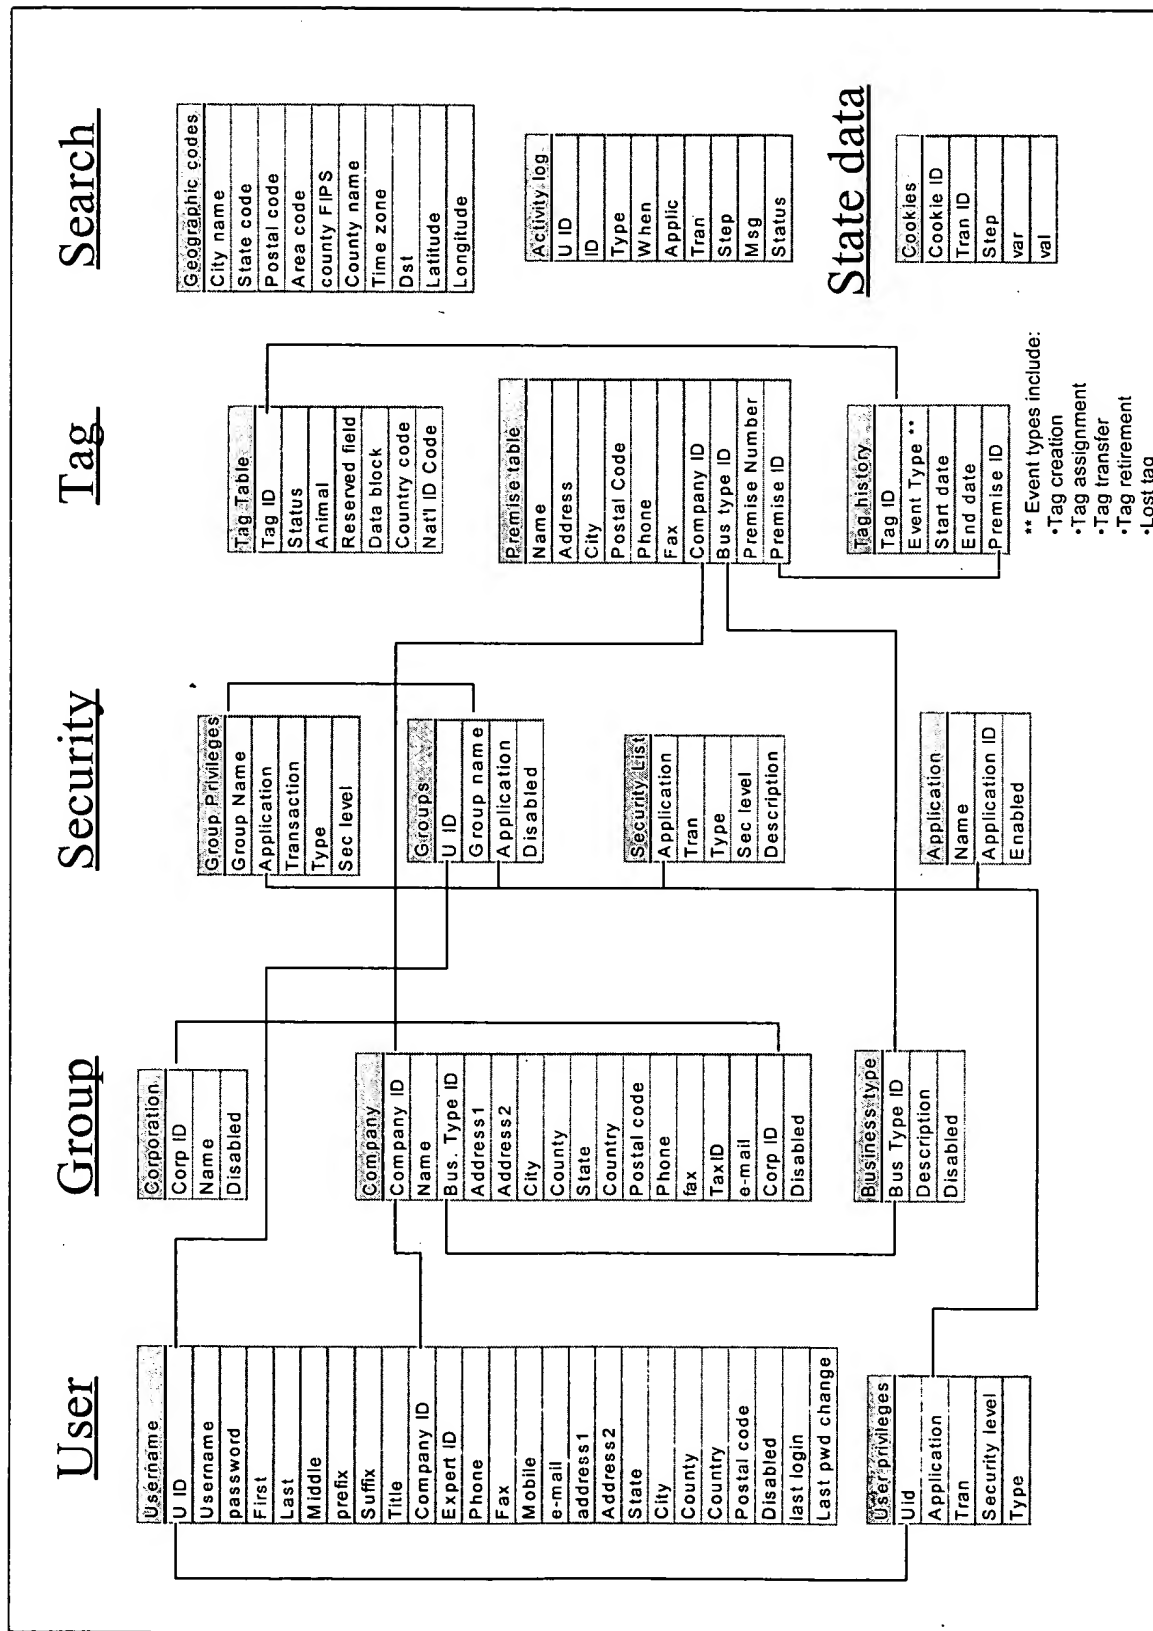 User
Username
U ID
Username
password
First
Last
Middle
prefix
Suffix
Title
Company ID
Expert ID
Phone
Fax
Mobile
e-mail
address1
Address2
State
City
County
Country
Postal code
Disabled
last login
Last pwd change
User privileges
Uid
Application
Tran
Security level
Type
Group
Corporation
Corp ID
Name
Disabled
Company
Company ID
Name
Bus. Type ID
Address1
Address2
City
County
State
Country
Postal code
Phone
fax
TaxID
e-mail
Corp ID
Disabled
Business type
Bus Type ID
Description
Disabled
Security
Group Privileges
Group Name
Application
Transaction
Type
Sec level
Groups
U ID
Group name
Application
Disabled
Security List
Application
Tran
Type
Sec level
Description
Application
Name
Application ID
Enabled
Tag
Tag Table
Tag ID
Status
Animal
Reserved field
Data block
Country code
Nat'l ID Code
Premise table
Name
Address
City
Postal Code
Phone
Fax
Company ID
Bus type ID
Premise Number
Premise ID
Tag history
Tag ID
Event Type **
Start date
End date
Premise ID
** Event types include:
•Tag creation
•Tag assignment
•Tag transfer
•Tag retirement
•Lost tag
Search
Geographic codes
City name
State code
Postal code
Area code
county FIPS
County name
Time zone
Dst
Latitude
Longitude
Activity log
U ID
ID
Type
When
Applic
Tran
Step
Msg
Status
State data
Cookies
Cookie ID
Tran ID
Step
var
val